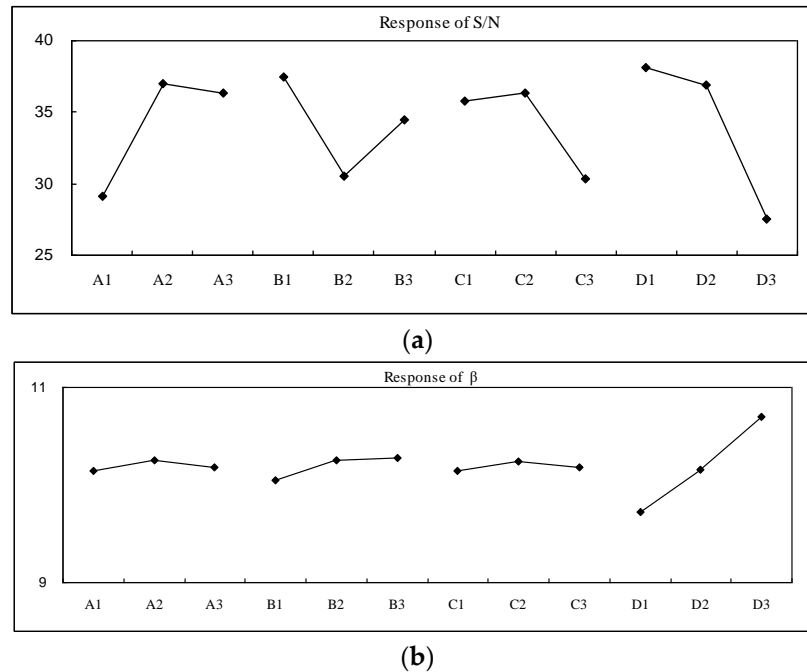 Response of S/N
40
35
30
25
A1 A2 A3 B1 B2 B3 C1 C2 C3 D1 D2 D3
(a)
Response of β
11
9
A1 A2 A3 B1 B2 B3 C1 C2 C3 D1 D2 D3
(b)